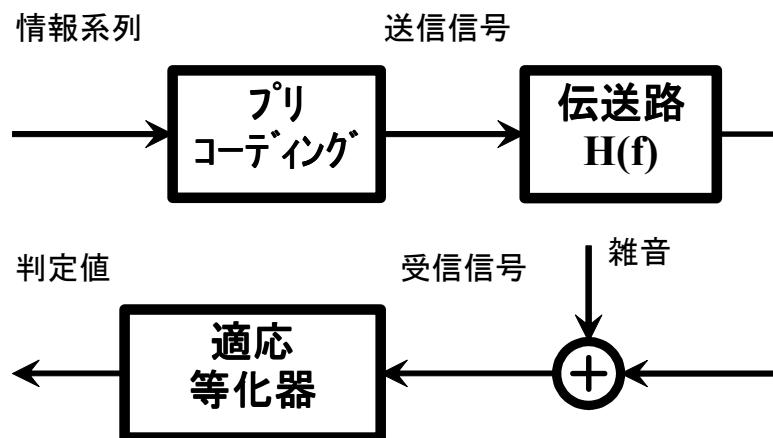 情報系列
送信信号
プリ
コーディング
伝送路
H(f)
判定値
受信信号
雑音
適応
等化器